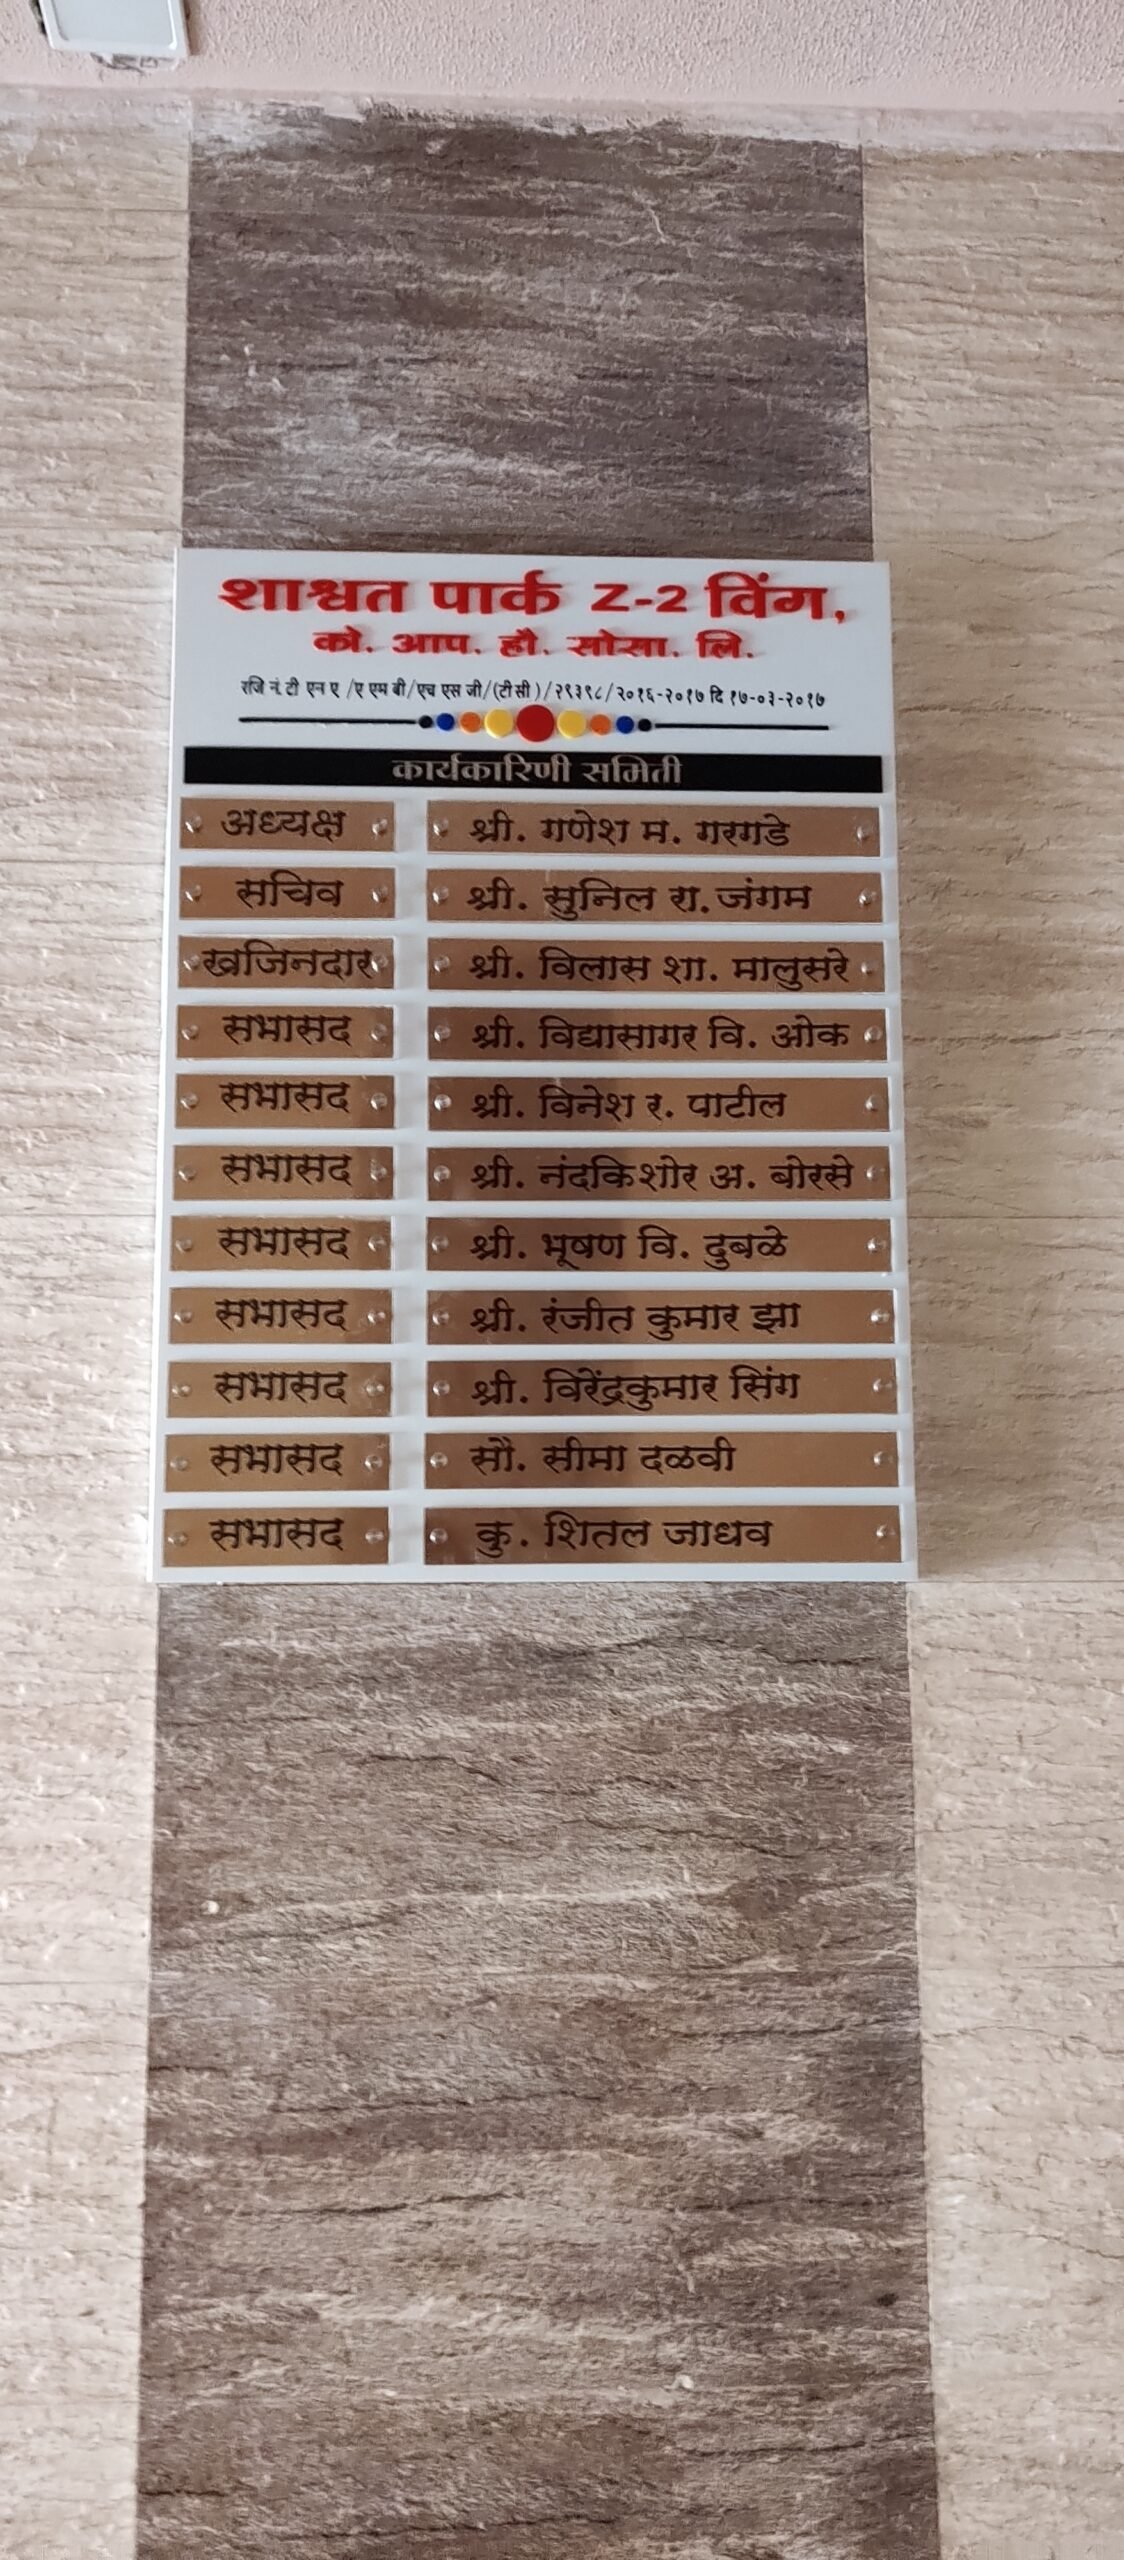 शाश्वत पार्क Z-2 विंग,
को. आप. हौ. सोसा. लि.
रजि नं. टी एन ए /ए एम बी/एच एस जी/(टी सी)/२९३९८/२०१६-२०१७ दि १७-०३-२०१७
कार्यकारिणी समिती
अध्यक्ष श्री. गणेश म. गरगडे
सचिव श्री. सुनिल रा. जंगम
खजिनदार श्री. विलास शा. मालुसरे
सभासद श्री. विद्यासागर वि. ओक
सभासद श्री. विनेश र. पाटील
सभासद श्री. नंदकिशोर अ. बोरसे
सभासद श्री. भूषण वि. दुबळे
सभासद श्री. रंजीत कुमार झा
सभासद श्री. विरेंद्रकुमार सिंग
सभासद सौ. सीमा दळवी
सभासद कु. शितल जाधव